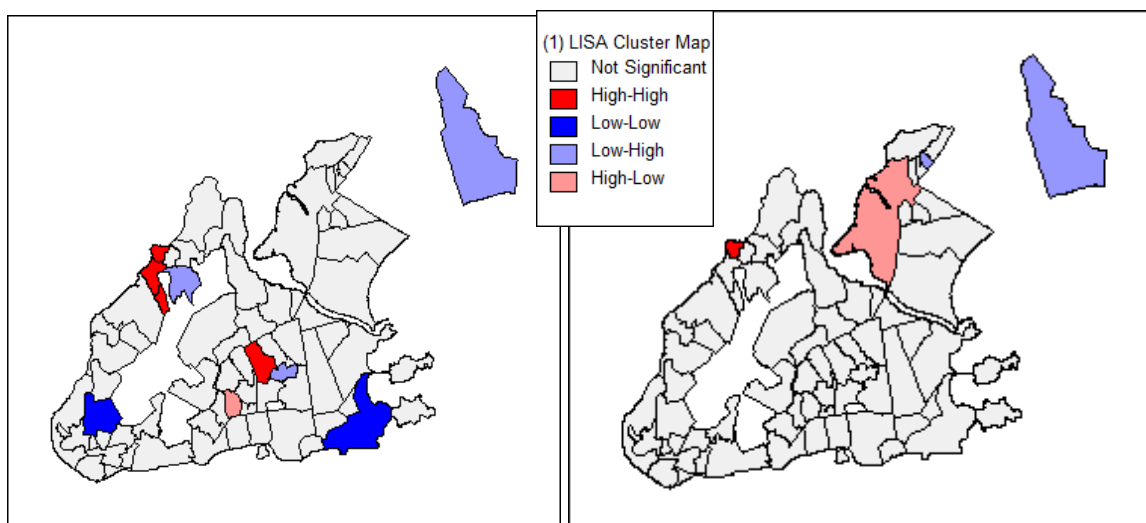 (1) LISA Cluster Map
Not Significant
High-High
Low-Low
Low-High
High-Low